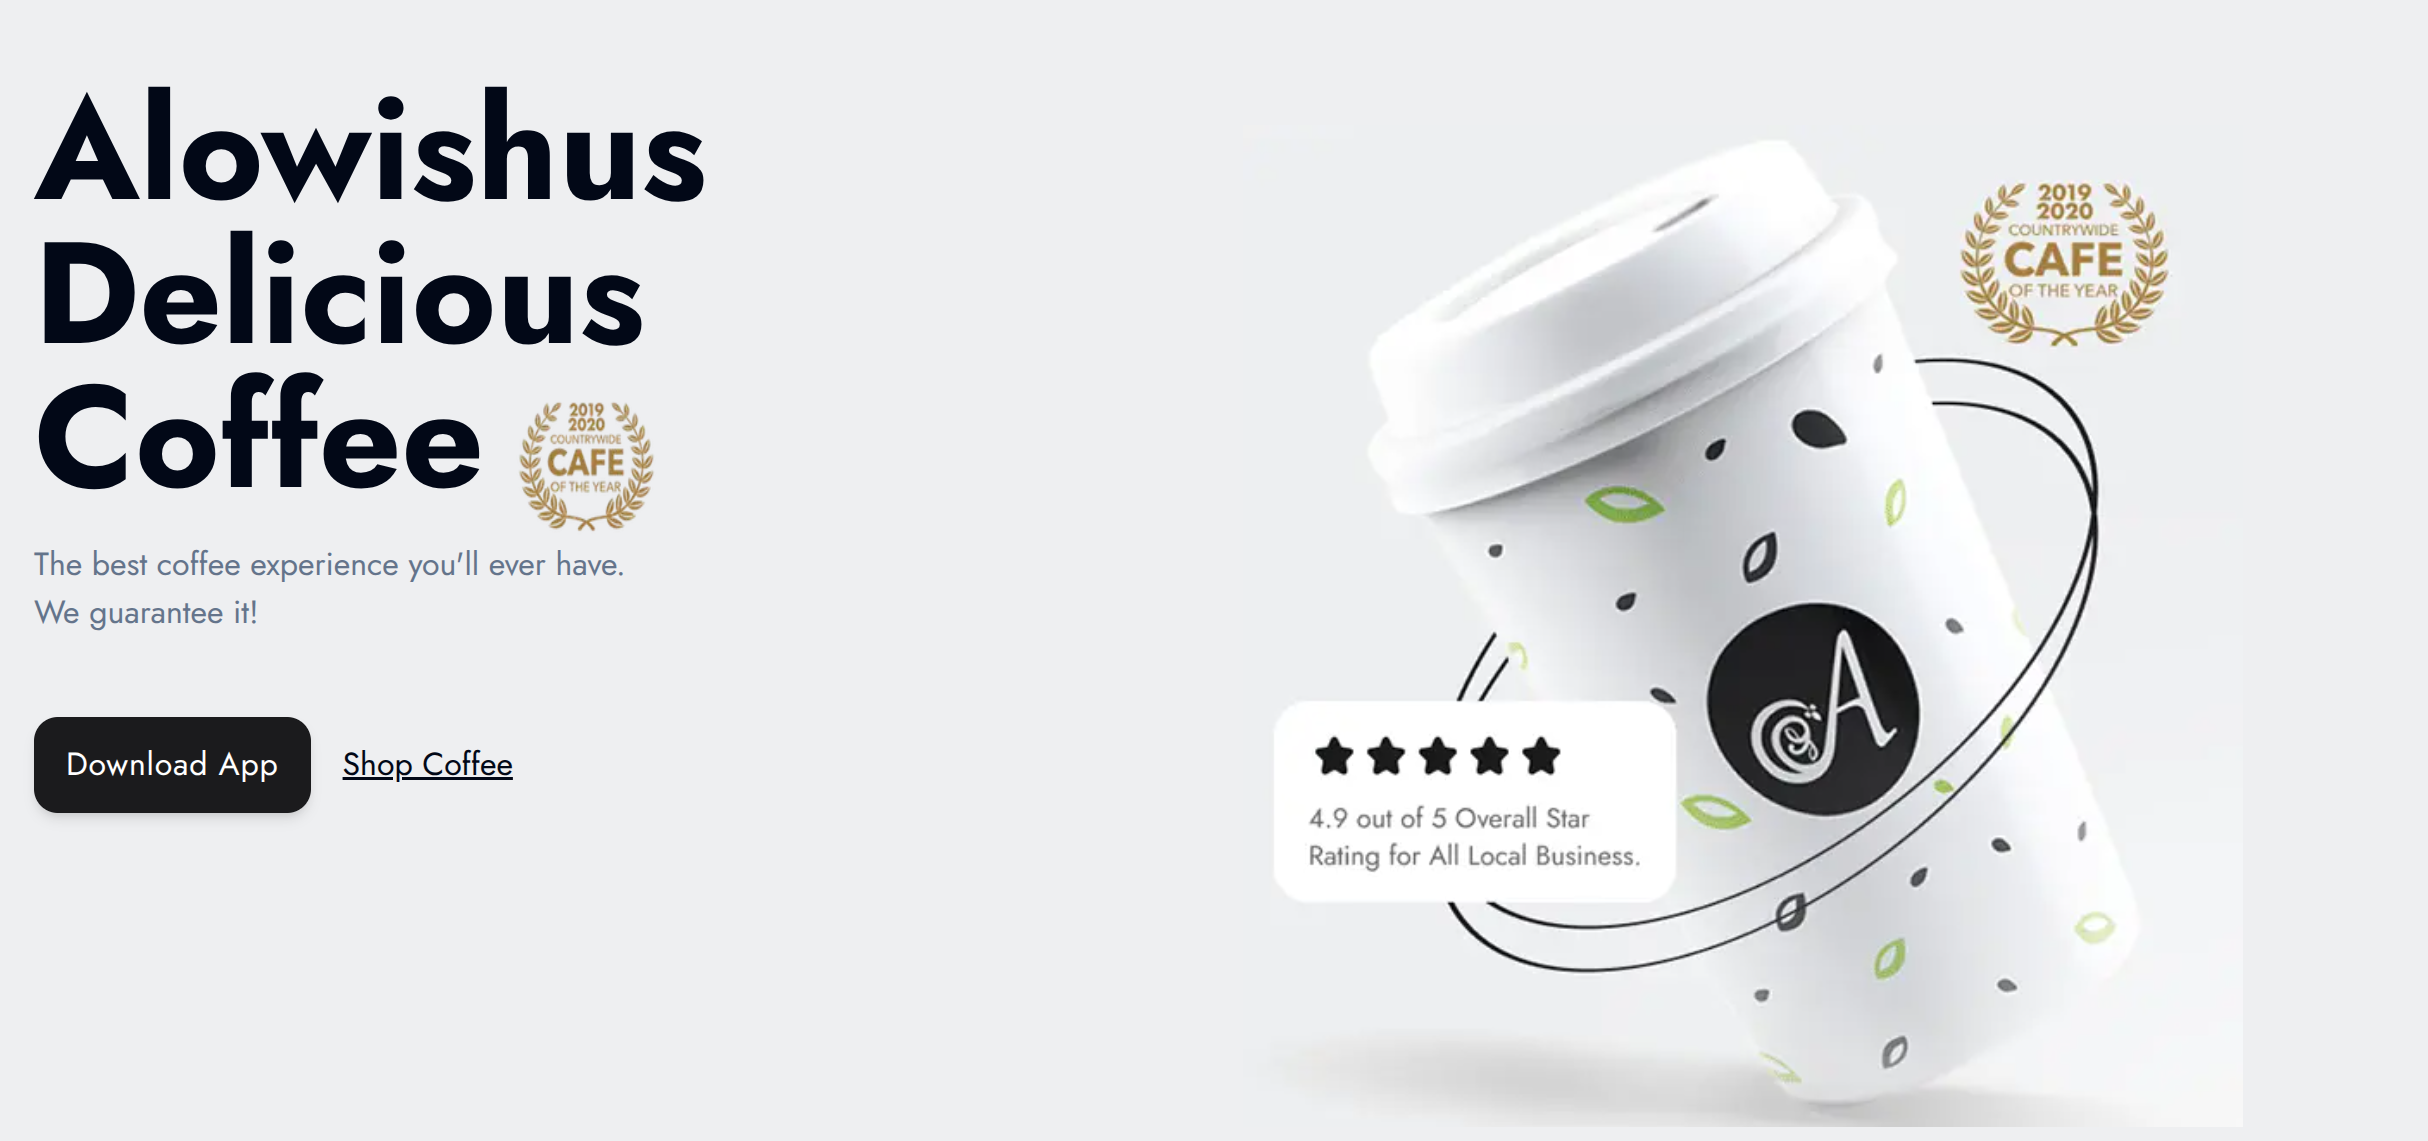 Alowishus
Delicious
Coffee
2019
2020
COUNTRYWIDE
CAFE
OF THE YEAR
The best coffee experience you'll ever have.
We guarantee it!
Download App
Shop Coffee
2019
2020
COUNTRYWIDE
CAFE
OF THE YEAR
A
4.9 out of 5 Overall Star
Rating for All Local Business.